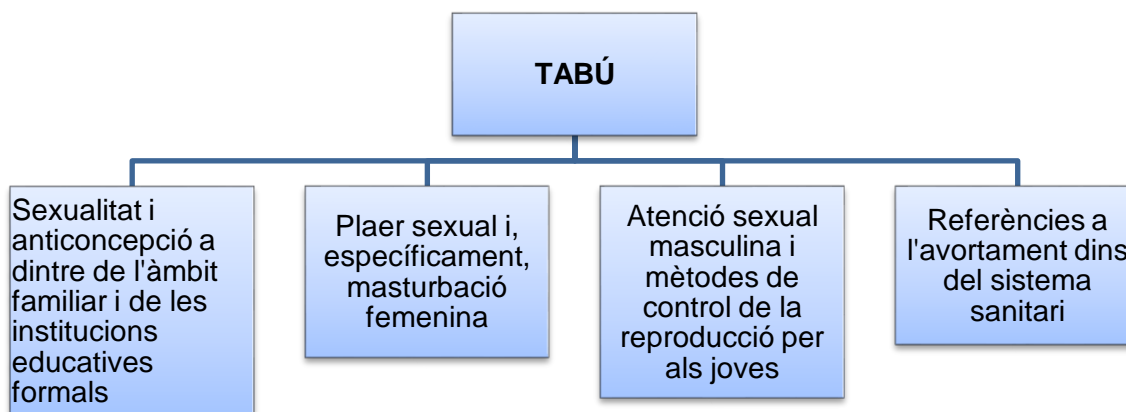 TABÚ
Sexualitat i
anticoncepció a
dintre de l'àmbit
familiar i de les
institucions
educatives
formals
Plaer sexual i,
específicament,
masturbació
femenina
Atenció sexual
masculina i
mètodes de
control de la
reproducció per
als joves
Referències a
l'avortament dins
del sistema
sanitari